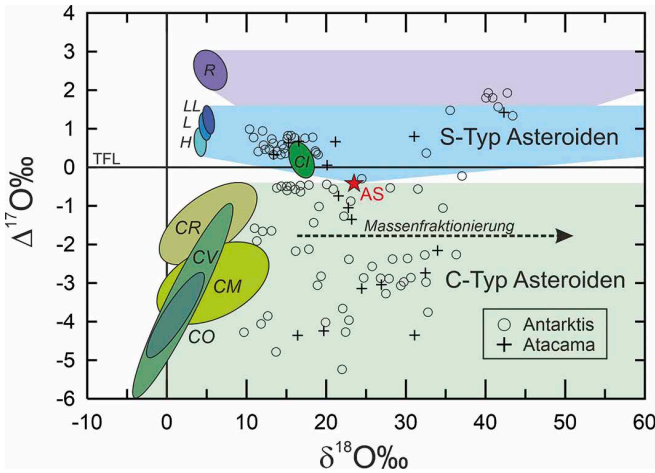 4
3
2
1
0
-1
-2
-3
-4
-5
-6
Δ¹⁷O‰
R
LL
L
H
CI
S-Typ Asteroiden
TFL
AS
CR
Massenfraktionierung
CV
CM
C-Typ Asteroiden
CO
Antarktis
Atacama
-10 0 10 20 30 40 50 60
δ¹⁸O‰